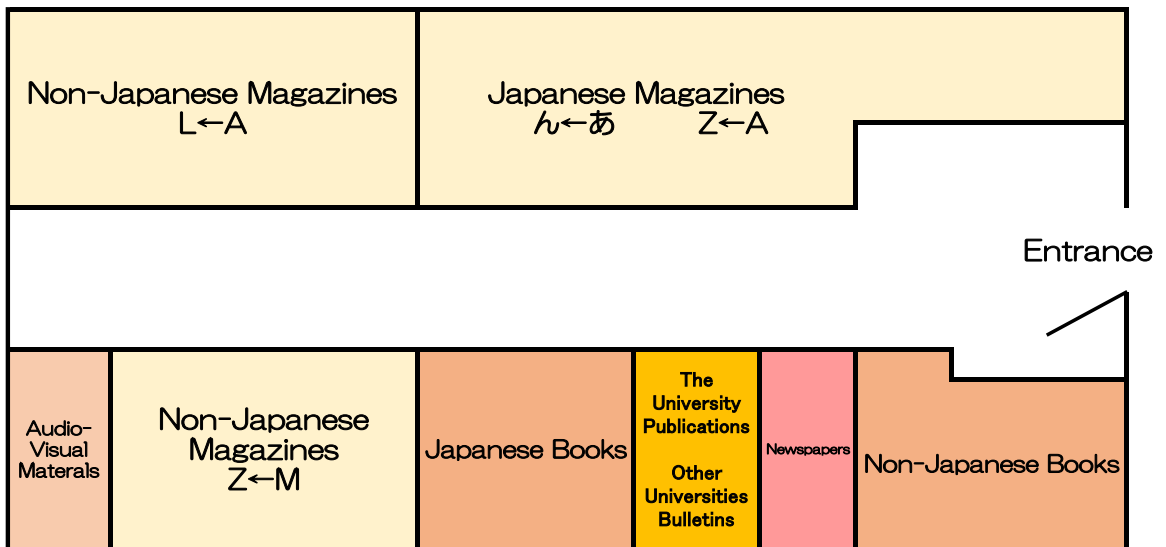 Non-Japanese Magazines
L←A
Japanese Magazines
ん←あ Z←A
Entrance
Audio-
Visual
Materals
Non-Japanese
Magazines
Z←M
Japanese Books
The
University
Publications
Other
Universities
Bulletins
Newspapers
Non-Japanese Books